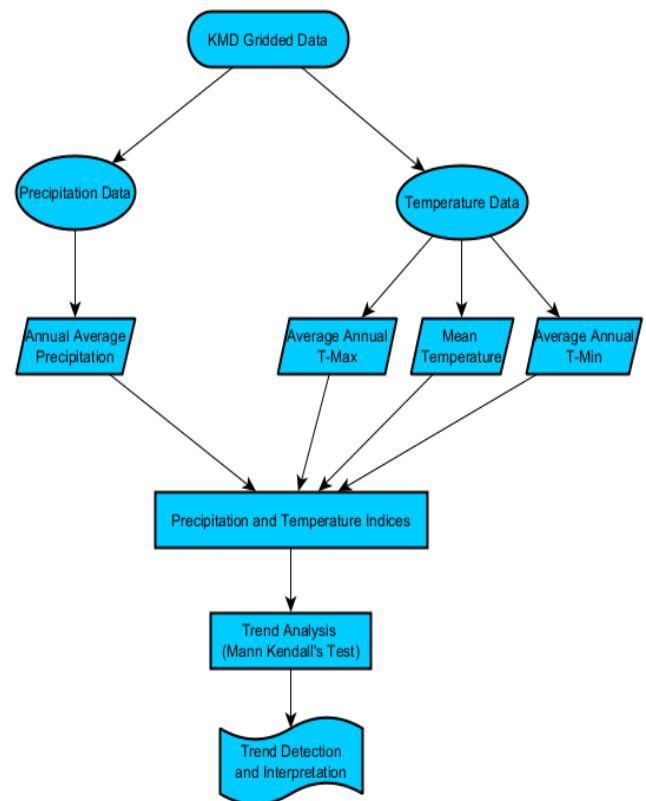 KMD Gridded Data
Precipitation Data
Temperature Data
Annual Average
Precipitation
Average Annual
T-Max
Mean
Temperature
Average Annual
T-Min
Precipitation and Temperature Indices
Trend Analysis
(Mann Kendall's Test)
Trend Detection
and Interpretation